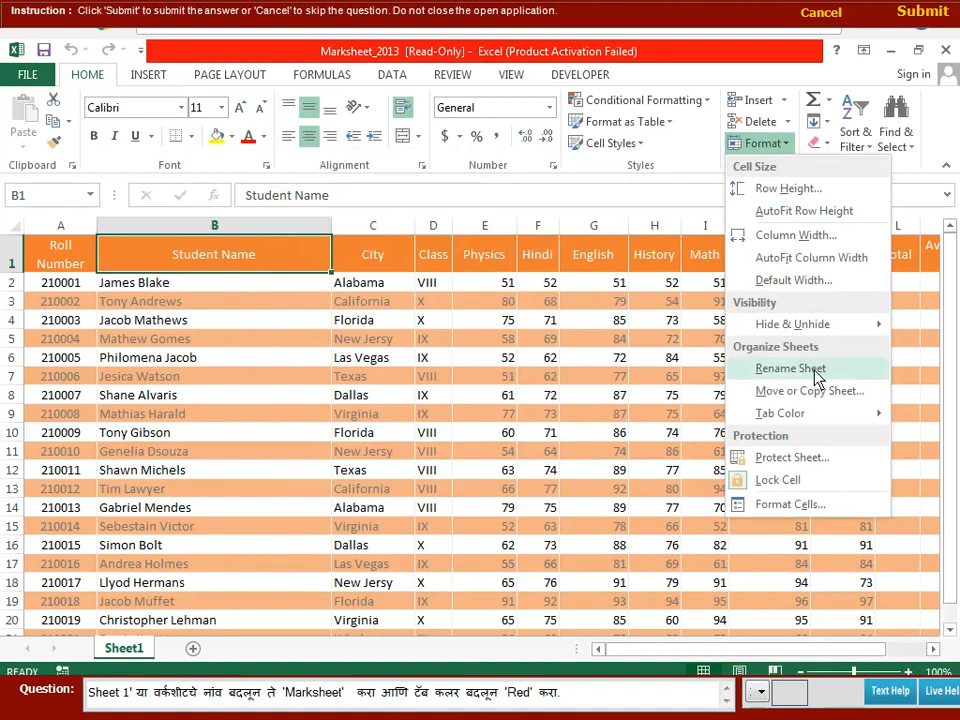 Instruction : Click 'Submit' to submit the answer or 'Cancel' to skip the question. Do not close the open application.
Cancel
Submit
Marksheet_2013 [Read-Only] - Excel (Product Activation Failed)
FILE HOME INSERT PAGE LAYOUT FORMULAS DATA REVIEW VIEW DEVELOPER Sign in
Paste Calibri 11 General
Conditional Formatting
Format as Table
Cell Styles
Insert
Delete
Format
Sort & Filter
Find & Select
Clipboard Font Alignment Number Styles
B1 Student Name
A B C D E F G H I L
1 Roll Number Student Name City Class Physics Hindi English History Math
2 210001 James Blake Alabama VIII 51 52 51 52 51
3 210002 Tony Andrews California X 80 68 79 54
4 210003 Jacob Mathews Florida X 75 71 85 73 58
5 210004 Mathew Gomes New Jersy IX 58 69 84 72
6 210005 Philomena Jacob Las Vegas X 52 62 72 84 55
7 210006 Jesica Watson Texas VIII 51 62 77 65
8 210007 Shane Alvaris Dallas VIII 61 72 87 71
9 210008 Mathias Harald Virginia IX 77 73 87 75
10 210009 Tony Gibson Florida VIII 60 71 86 74
11 210010 Genelia Dsouza New Jersy IX 54 64 74 86
12 210011 Shawn Michels Texas VIII 63 74 89 77 85
13 210012 Tim Lawyer California VIII 66 77 92 80
14 210013 Gabriel Mendes Dallas VIII 79 75 89 77
15 210014 Sebestain Victor Virginia IX 52 63 78 66 52 81 81
16 210015 Simon Bolt Dallas X 62 73 88 76 82 91 91
17 210016 Andrea Holmes Las Vegas IX 55 66 81 69 61 84 84
18 210017 Llyod Hermans New Jersy X 65 76 91 79 91 94 73
19 210018 Jacob Muffet Florida IX 91 92 93 94 95 96 97
20 210019 Christopher Lehman Virginia X 65 76 85 60 94 95 91
Cell Size
Row Height...
AutoFit Row Height
Column Width...
AutoFit Column Width
Default Width...
Visibility
Hide & Unhide
Organize Sheets
Rename Sheet
Move or Copy Sheet...
Tab Color
Protection
Protect Sheet...
Lock Cell
Format Cells...
Sheet1
READY 100%
Question: Sheet 1' या वर्कशीटचे नांव बदलून ते 'Marksheet' करा आणि टॅब कलर बदलून 'Red' करा.
Text Help
Live Hel